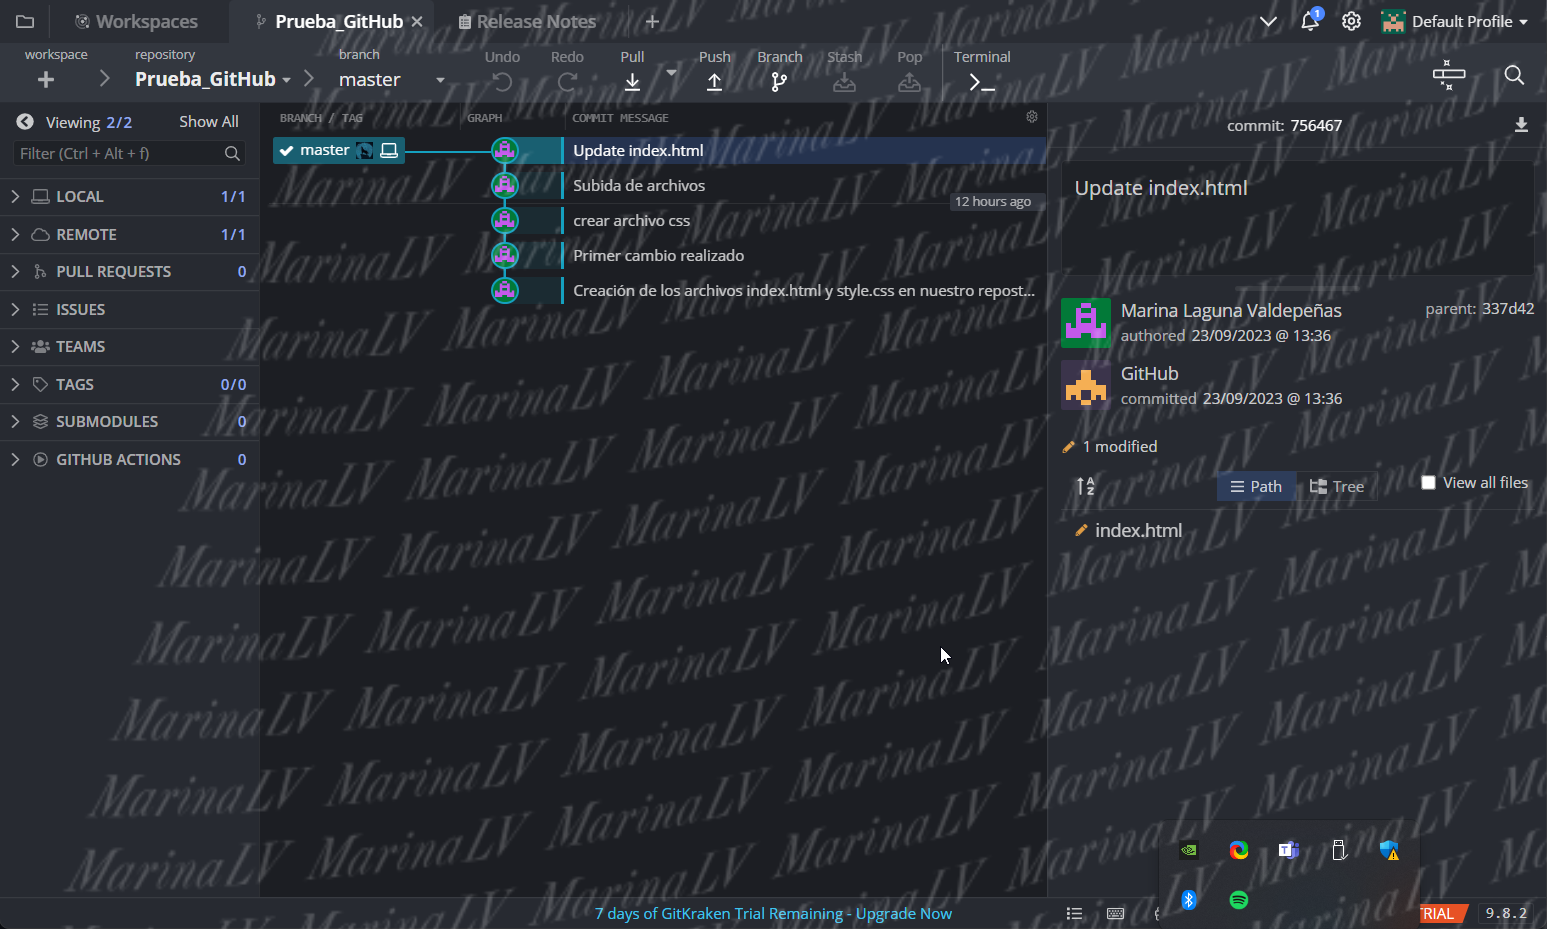 Workspaces
Prueba_GitHub
Release Notes
1
Default Profile
workspace
repository
branch
Undo
Redo
Pull
Push
Branch
Stash
Pop
Terminal
Prueba_GitHub
master
Viewing 2/2
Show All
Filter (Ctrl + Alt + f)
LOCAL 1/1
REMOTE 1/1
PULL REQUESTS 0
ISSUES
TEAMS
TAGS 0/0
SUBMODULES 0
GITHUB ACTIONS 0
BRANCH / TAG
GRAPH
COMMIT MESSAGE
master
Update index.html
Subida de archivos
12 hours ago
crear archivo css
Primer cambio realizado
Creación de los archivos index.html y style.css en nuestro repost...
commit: 756467
Update index.html
Marina Laguna Valdepeñas
parent: 337d42
authored 23/09/2023 @ 13:36
GitHub
committed 23/09/2023 @ 13:36
1 modified
A
Z
Path
Tree
View all files
index.html
7 days of GitKraken Trial Remaining - Upgrade Now
TRIAL
9.8.2
MarinaLV